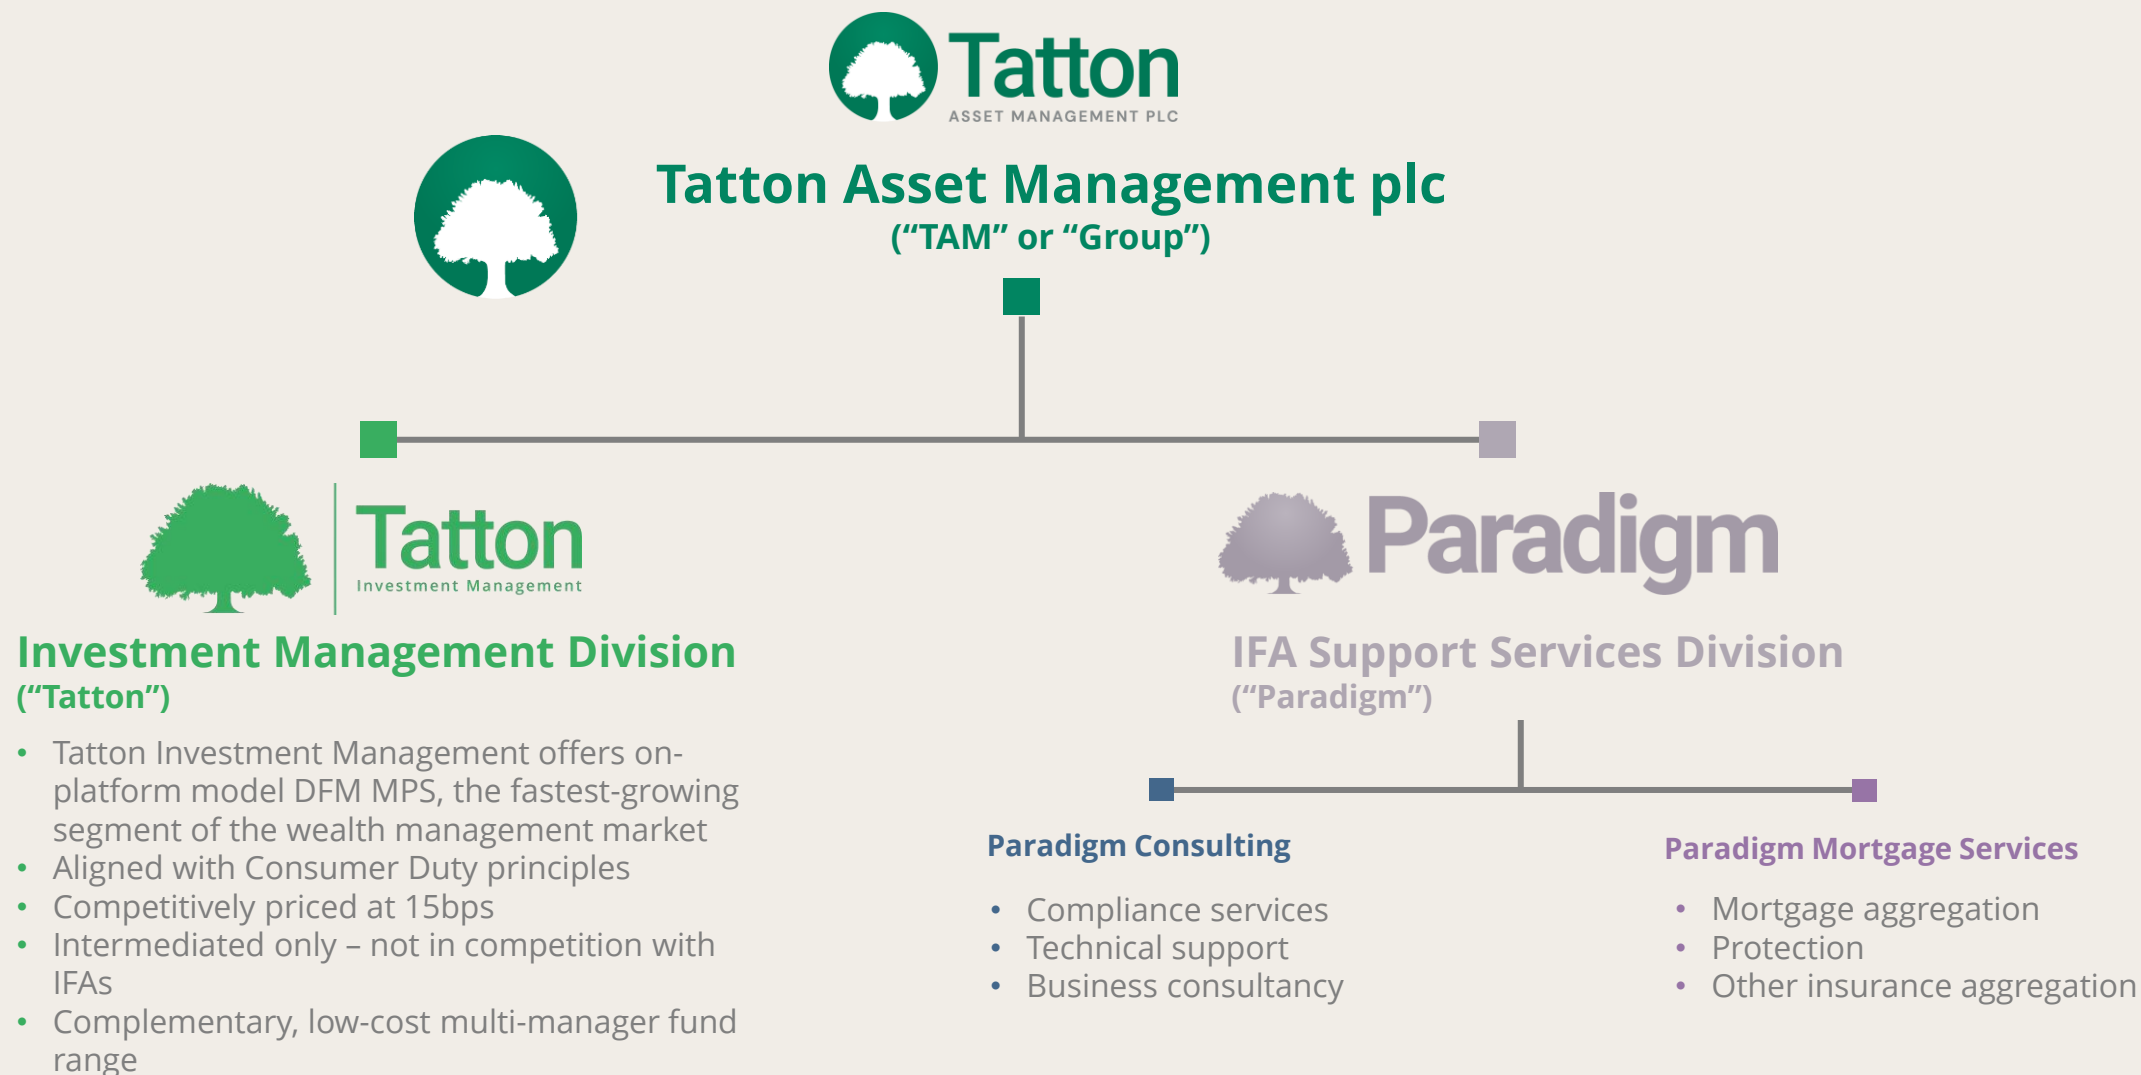 Tatton
ASSET MANAGEMENT PLC
Tatton Asset Management plc
(“TAM” or “Group”)
Tatton
Investment Management
Investment Management Division
(“Tatton”)
• Tatton Investment Management offers on-
platform model DFM MPS, the fastest-growing
segment of the wealth management market
• Aligned with Consumer Duty principles
• Competitively priced at 15bps
• Intermediated only – not in competition with
IFAs
• Complementary, low-cost multi-manager fund
range
Paradigm
IFA Support Services Division
(“Paradigm”)
Paradigm Consulting
• Compliance services
• Technical support
• Business consultancy
Paradigm Mortgage Services
• Mortgage aggregation
• Protection
• Other insurance aggregation